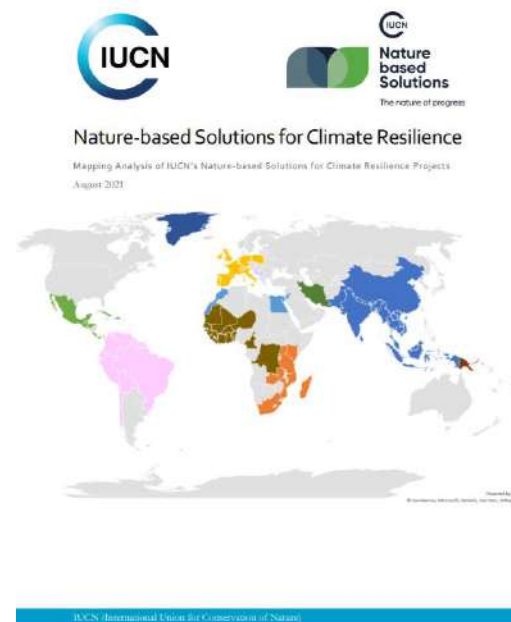 IUCN
IUCN
Nature
based
Solutions
The nature of progress
Nature-based Solutions for Climate Resilience
Mapping Analysis of IUCN's Nature-based Solutions for Climate Resilience Projects
August 2021
IUCN (International Union for Conservation of Nature)